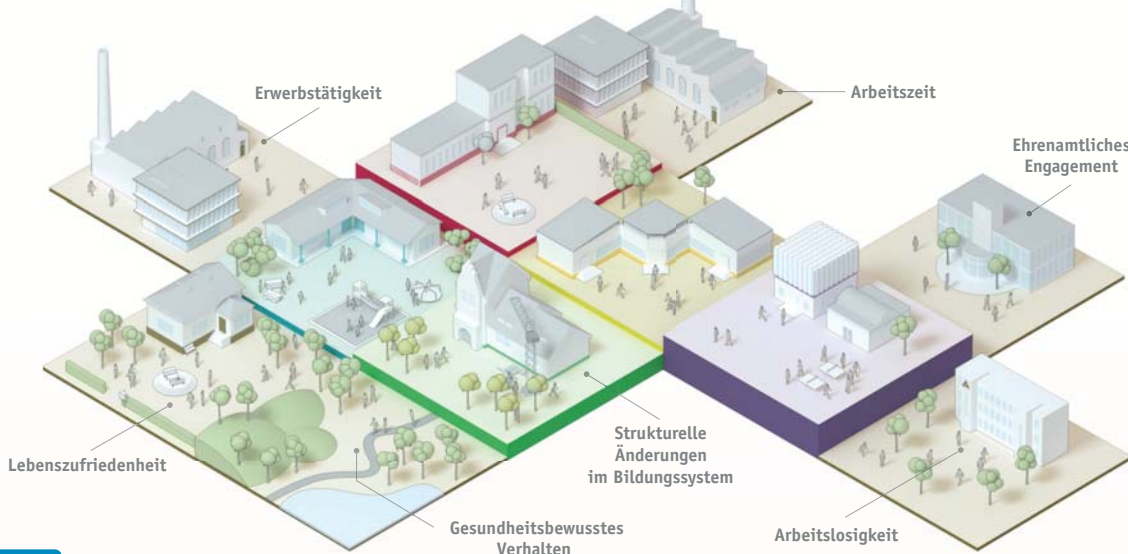 Erwerbstätigkeit
Arbeitszeit
Ehrenamtliches
Engagement
Lebenszufriedenheit
Strukturelle
Änderungen
im Bildungssystem
Gesundheitsbewusstes
Verhalten
Arbeitslosigkeit